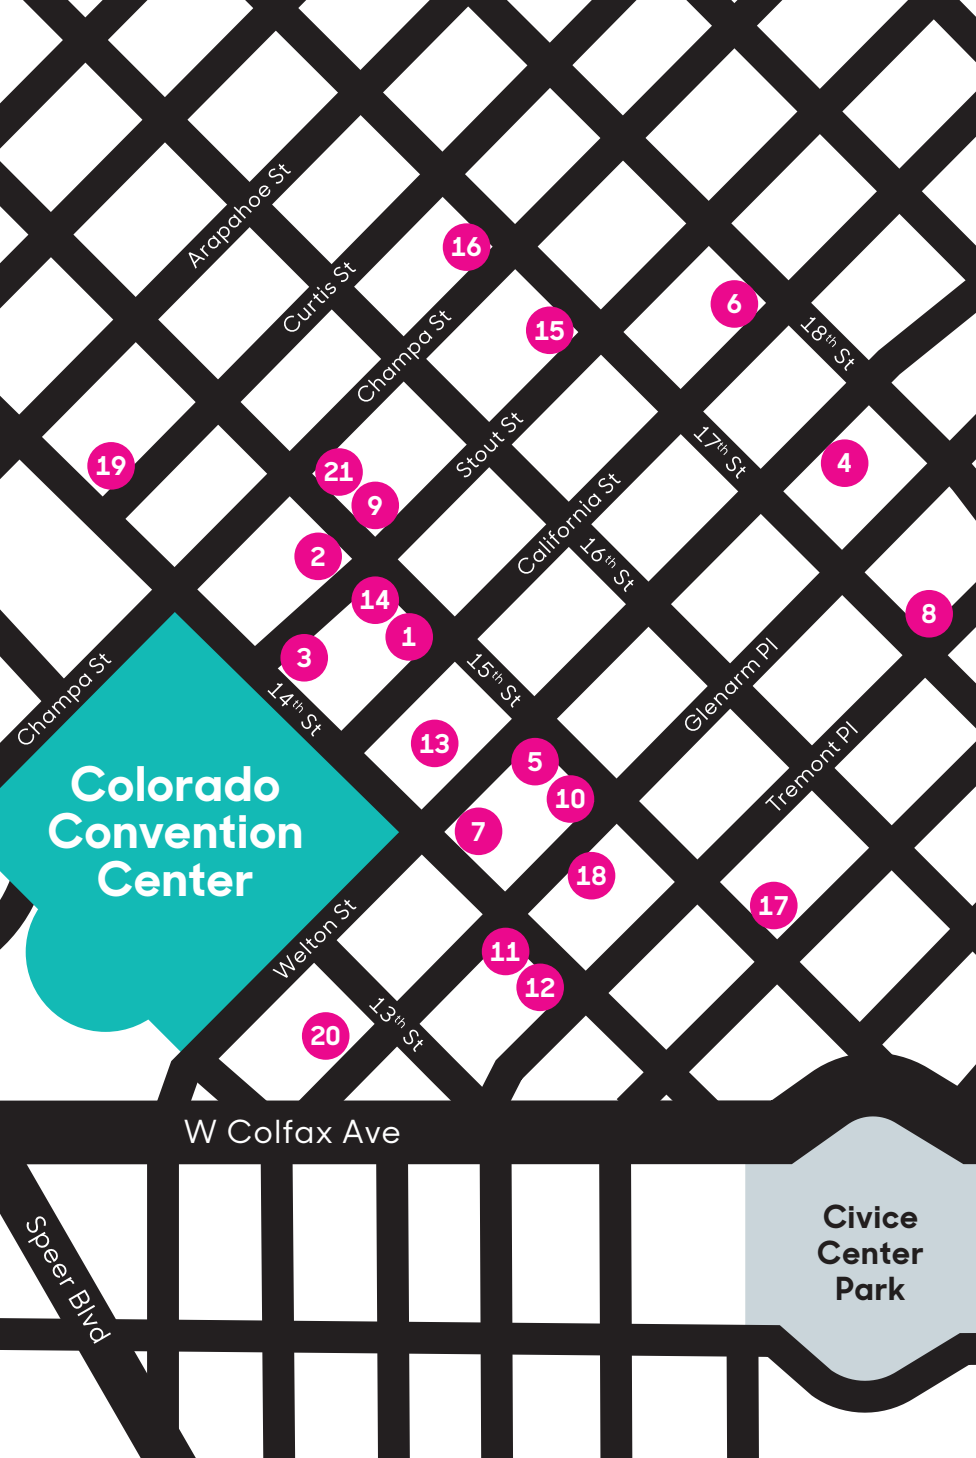 Arapahoe St
16
Curtis St
6
15
Champa St
18th St
Stout St
17th St
19
21
4
9
California St
2
16th St
14
8
1
3
15th St
Champa St
14th St
Glenarm Pl
13
Tremont Pl
5
10
7
Colorado
Convention
Center
18
17
Welton St
11
12
13th St
20
W Colfax Ave
Civice
Center
Park
Speer Blvd